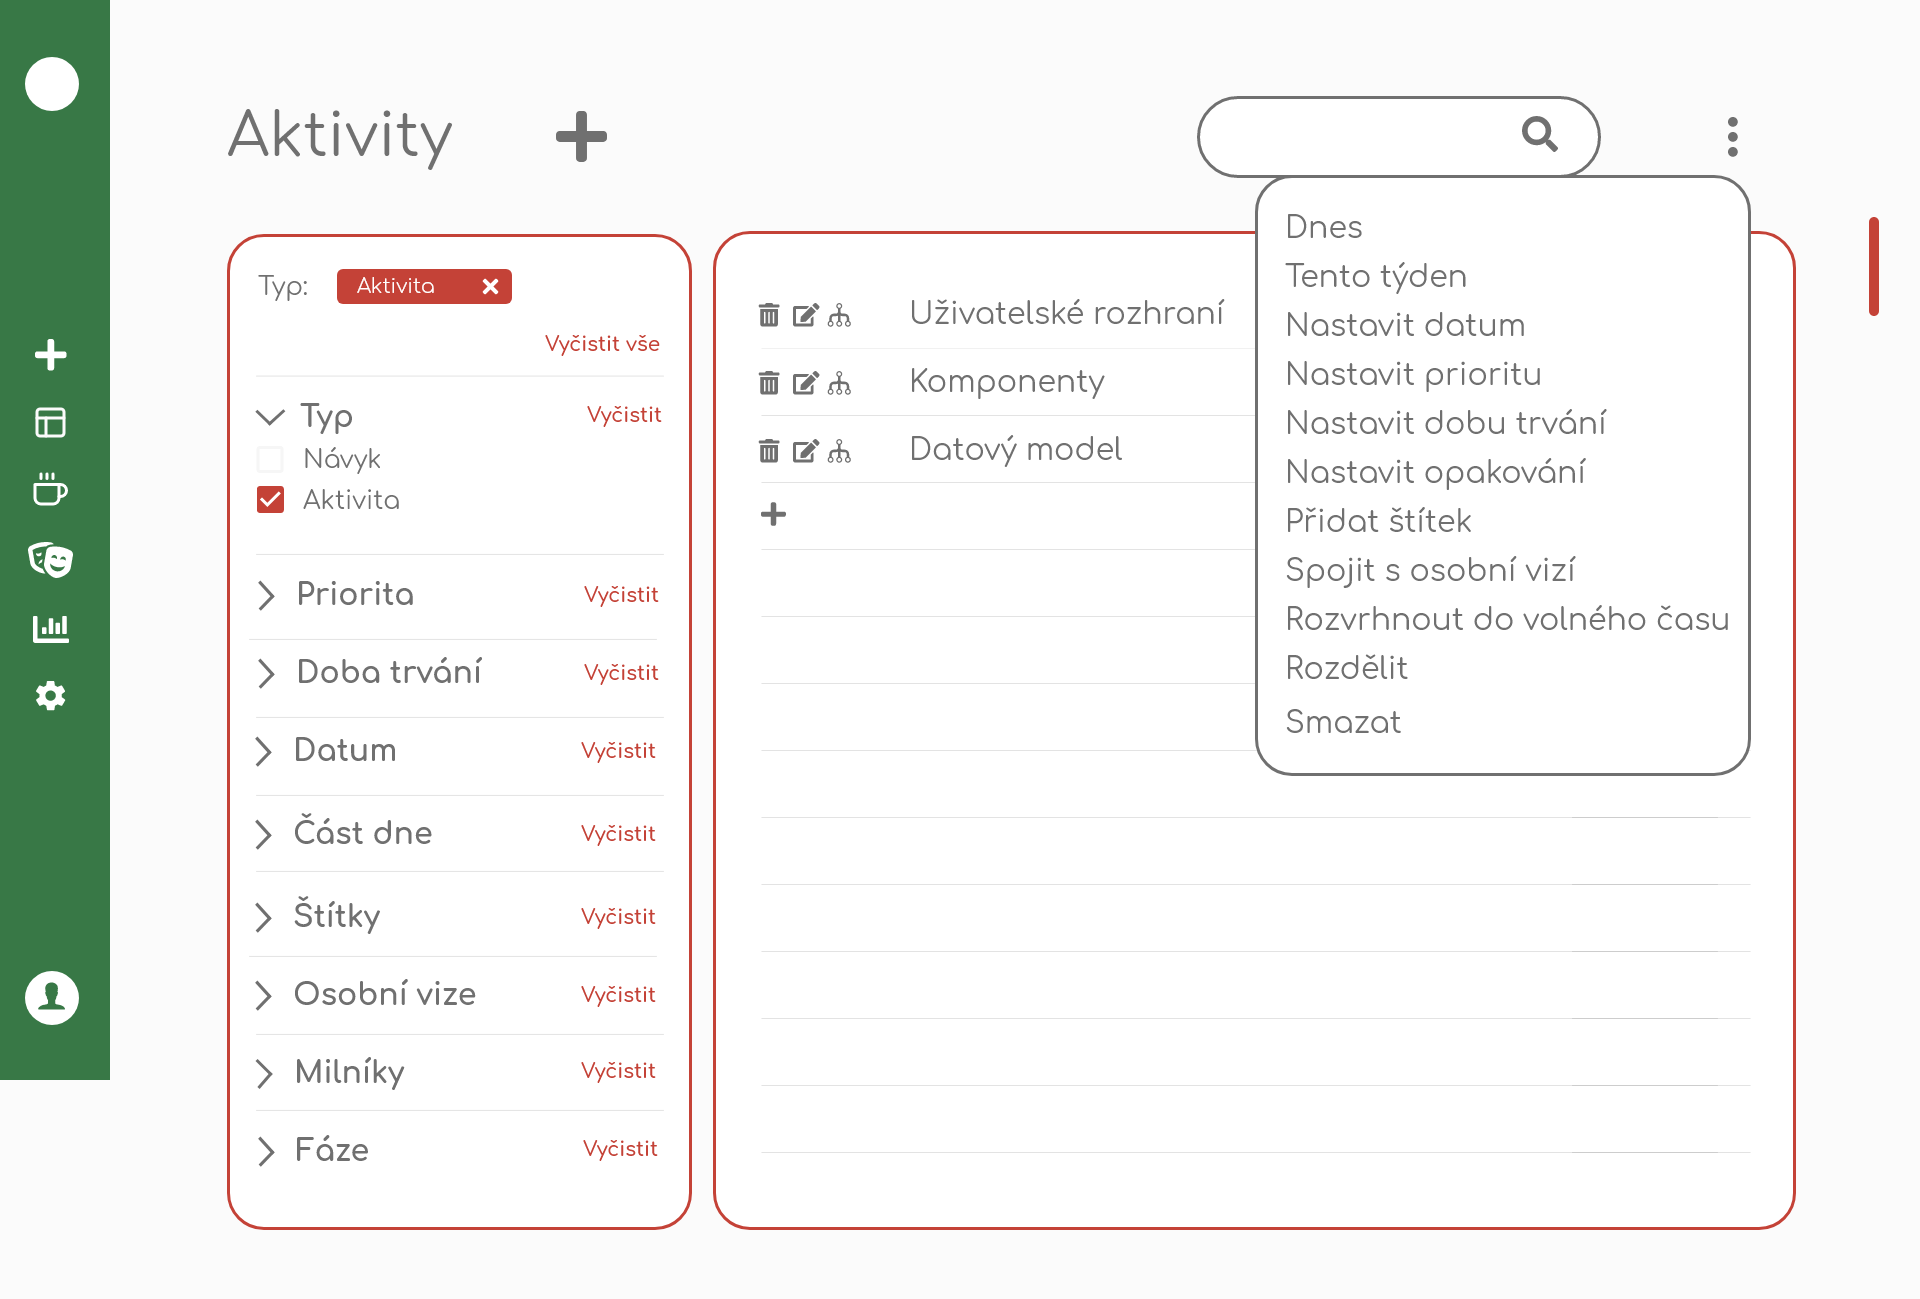 Aktivity
Typ:
Aktivita
Vyčistit vše
Typ
Vyčistit
Návyk
Aktivita
Priorita
Vyčistit
Doba trvání
Vyčistit
Datum
Vyčistit
Část dne
Vyčistit
Štítky
Vyčistit
Osobní vize
Vyčistit
Milníky
Vyčistit
Fáze
Vyčistit
Uživatelské rozhraní
Komponenty
Datový model
Dnes
Tento týden
Nastavit datum
Nastavit prioritu
Nastavit dobu trvání
Nastavit opakování
Přidat štítek
Spojit s osobní vizí
Rozvrhnout do volného času
Rozdělit
Smazat